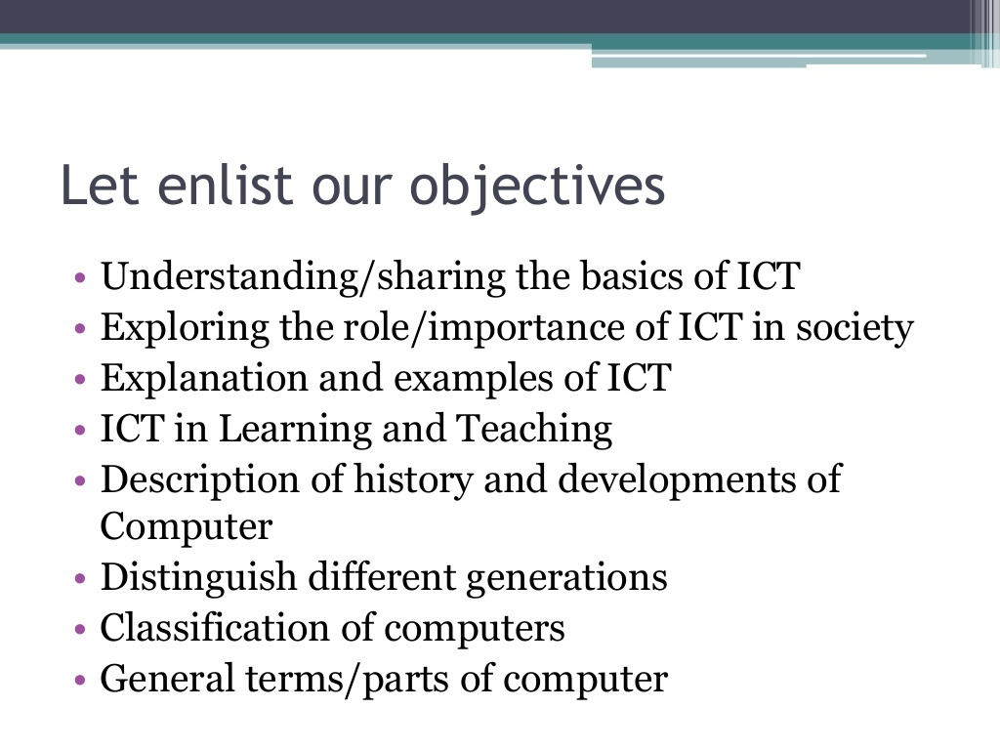 Let enlist our objectives
• Understanding/sharing the basics of ICT
• Exploring the role/importance of ICT in society
• Explanation and examples of ICT
• ICT in Learning and Teaching
• Description of history and developments of
Computer
• Distinguish different generations
• Classification of computers
• General terms/parts of computer